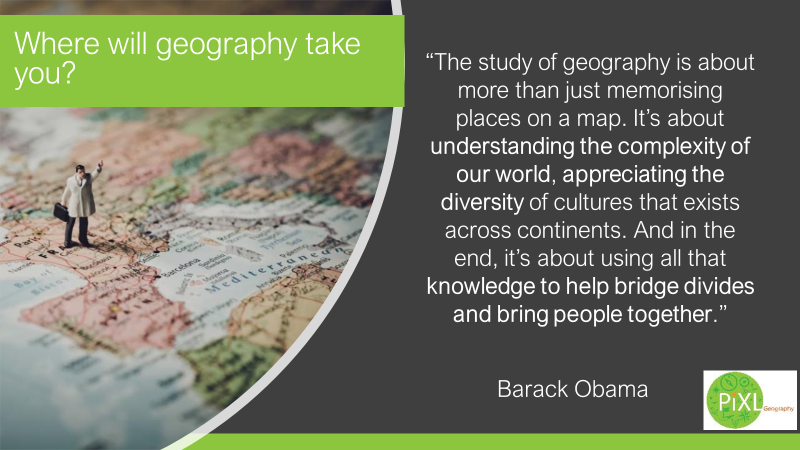 Where will geography take
you?
“The study of geography is about
more than just memorising
places on a map. It’s about
understanding the complexity of
our world, appreciating the
diversity of cultures that exists
across continents. And in the
end, it’s about using all that
knowledge to help bridge divides
and bring people together.”
Barack Obama
PiXL
Geography
Paris
Barcelona
Mediterranean